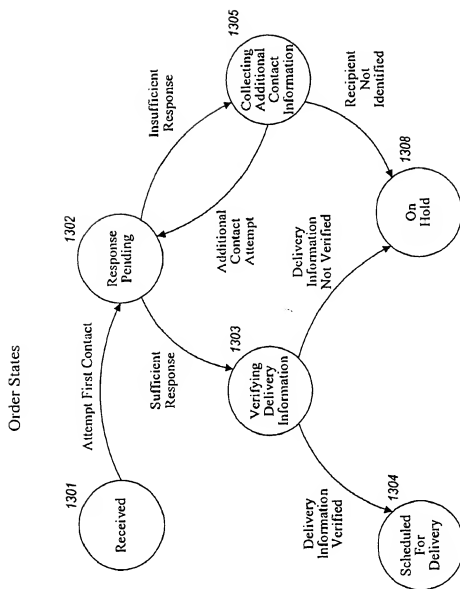 Order States
1301
Received
Attempt First Contact
1302
Response
Pending
Insufficient
Response
1305
Collecting
Additional
Contact
Information
Additional
Contact
Attempt
Sufficient
Response
1303
Verifying
Delivery
Information
Recipient
Not
Identified
Delivery
Information
Not Verified
1308
On
Hold
Delivery
Information
Verified
1304
Scheduled
For
Delivery